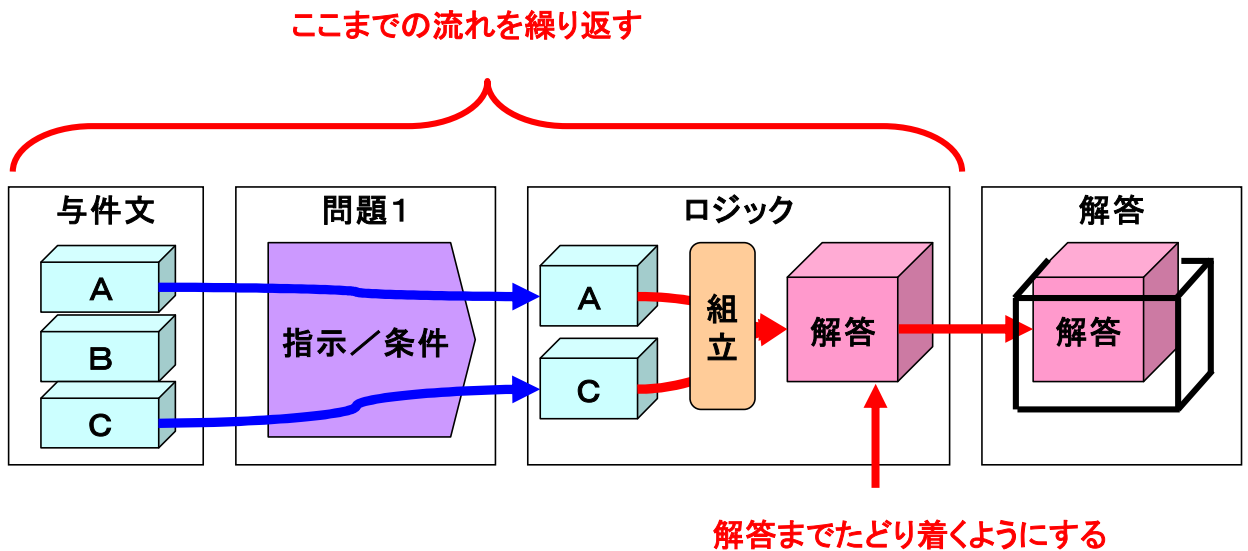 ここまでの流れを繰り返す
与件文
A
B
C
問題１
指示／条件
ロジック
A
C
組立
解答
解答
解答
解答までたどり着くようにする